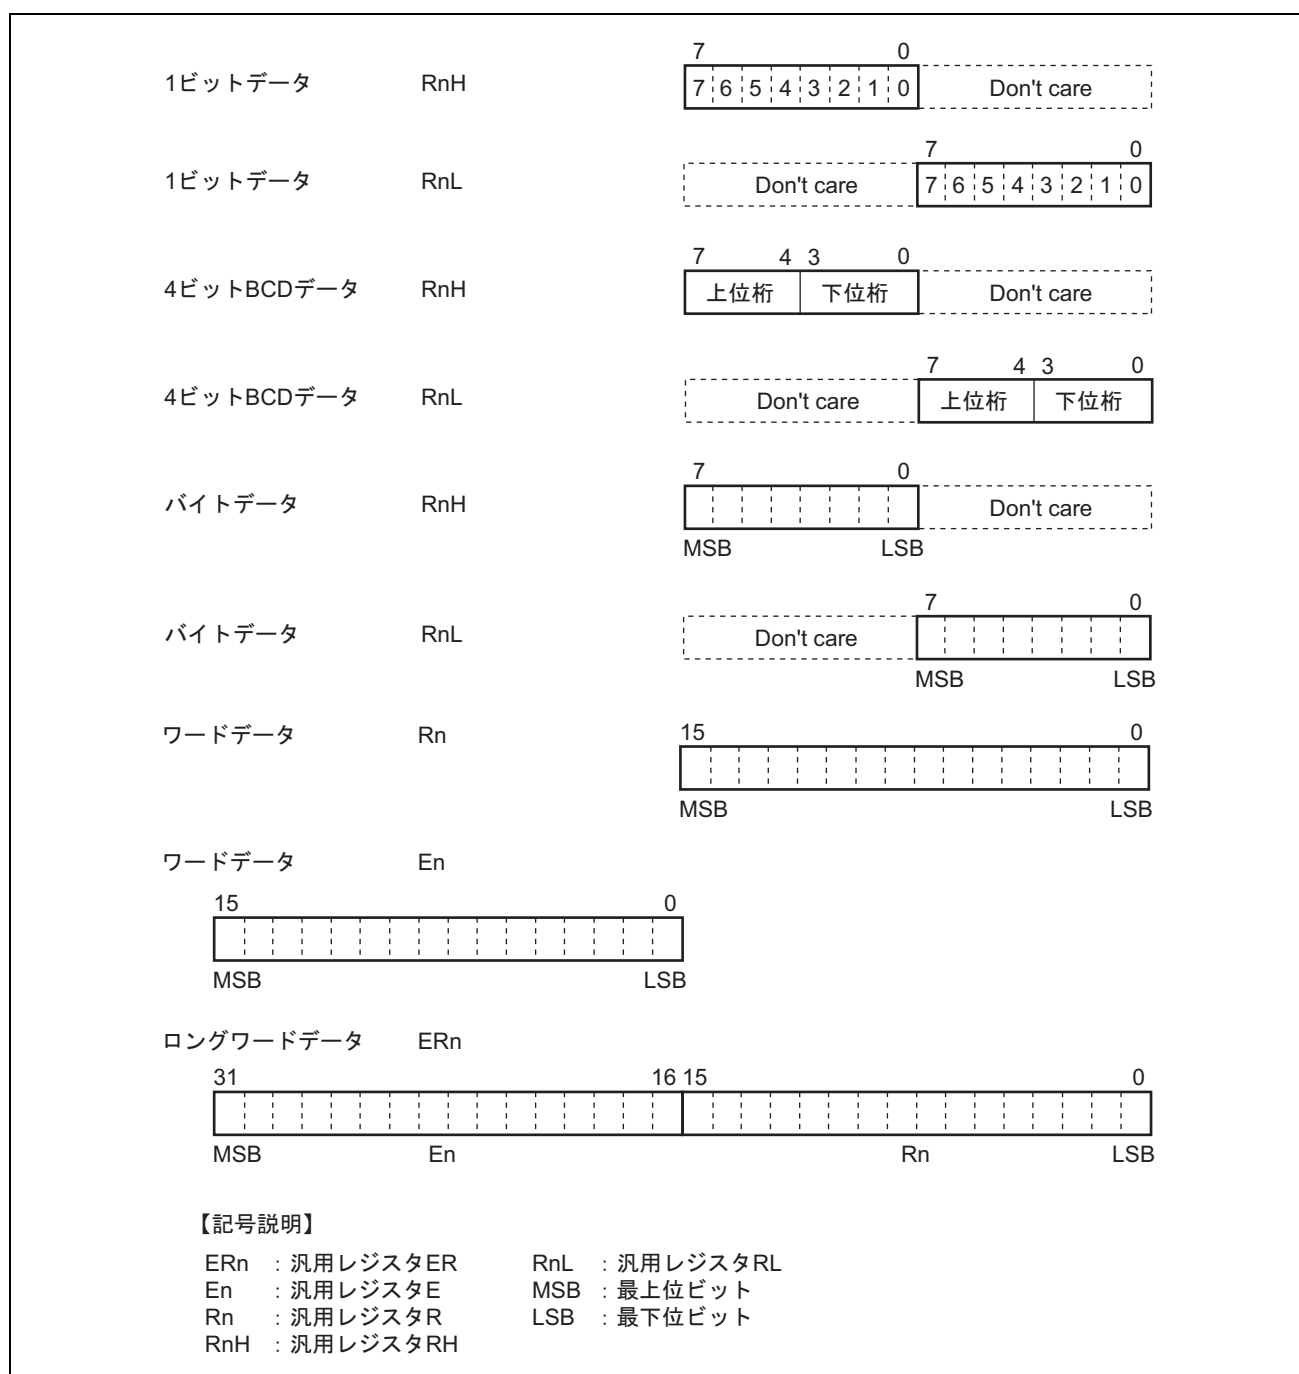 7 0
1ビットデータ RnH 7 6 5 4 3 2 1 0 Don't care
7 0
1ビットデータ RnL Don't care 7 6 5 4 3 2 1 0
7 4 3 0
4ビットBCDデータ RnH 上位桁 下位桁 Don't care
7 4 3 0
4ビットBCDデータ RnL Don't care 上位桁 下位桁
7 0
バイトデータ RnH Don't care
MSB LSB
7 0
バイトデータ RnL Don't care
MSB LSB
ワードデータ Rn 15 0
MSB LSB
ワードデータ En
15 0
MSB LSB
ロングワードデータ ERn
31 16 15 0
MSB En Rn LSB
【記号説明】
ERn : 汎用レジスタER RnL : 汎用レジスタRL
En : 汎用レジスタE MSB : 最上位ビット
Rn : 汎用レジスタR LSB : 最下位ビット
RnH : 汎用レジスタRH